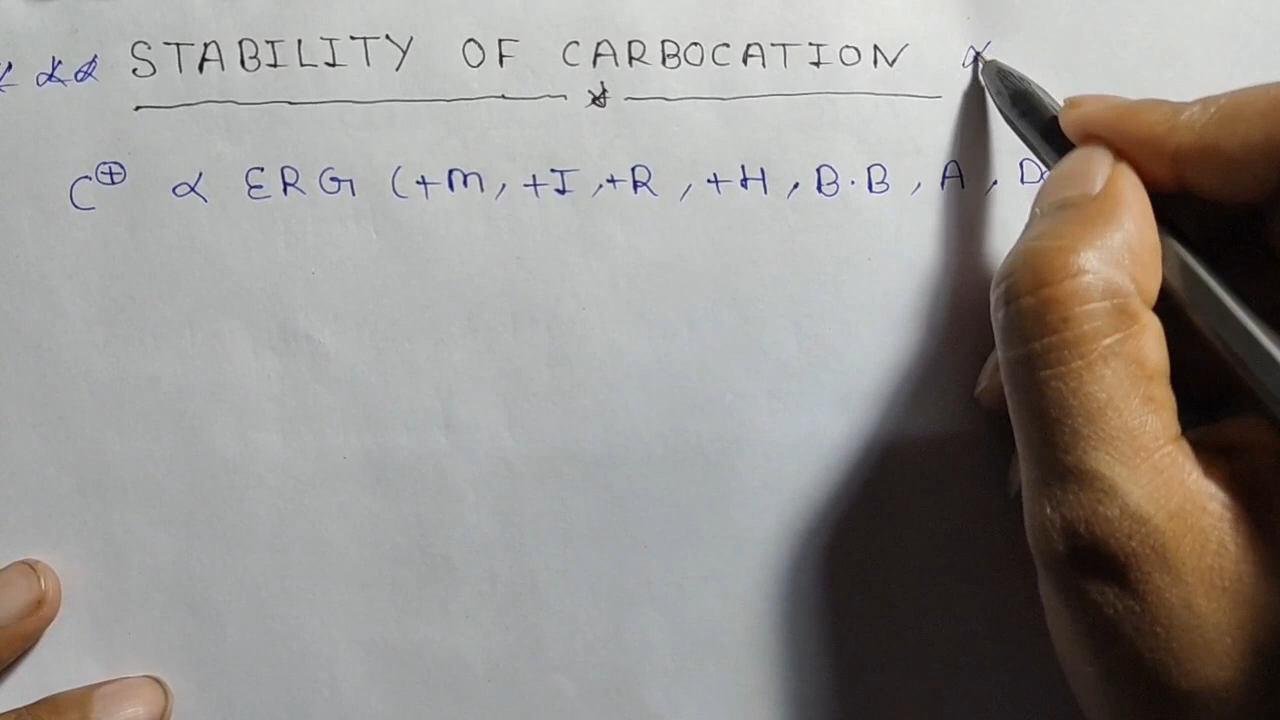 STABILITY OF CARBOCATION
C⊕ ∝ ERG (+M, +I, +R, +H, B.B, A, D